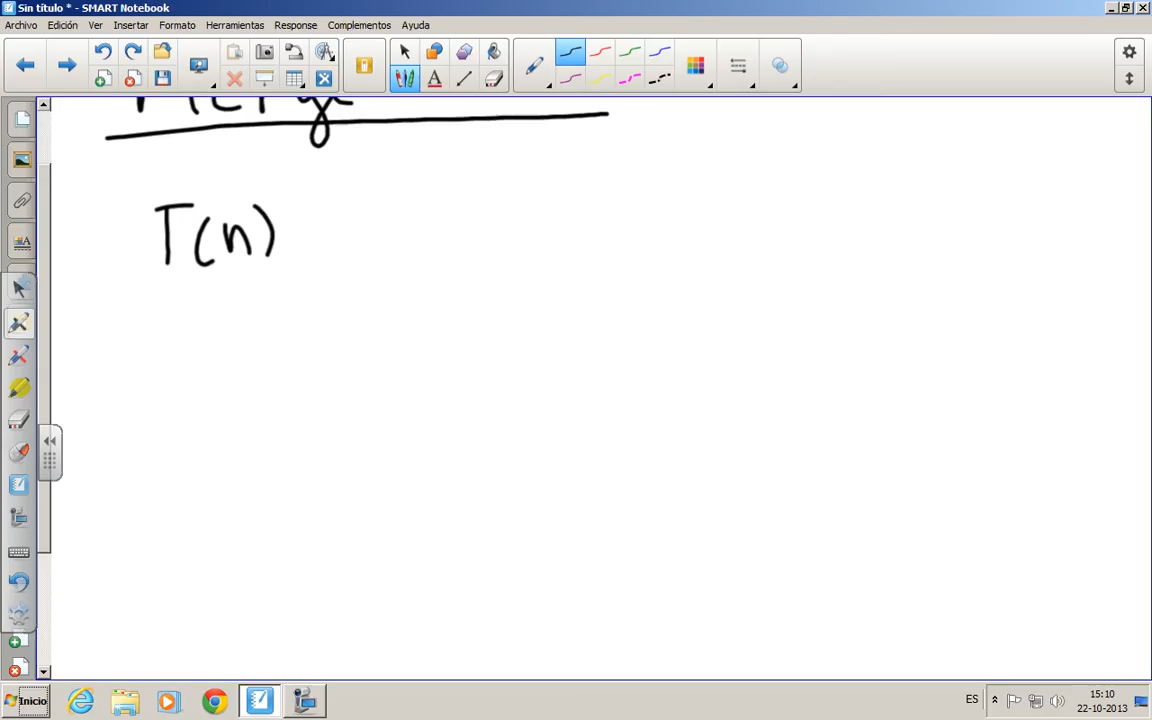 Sin título * - SMART Notebook
Archivo Edición Ver Insertar Formato Herramientas Response Complementos Ayuda
Merge
T(n)
Inicio
ES
15:10
22-10-2013